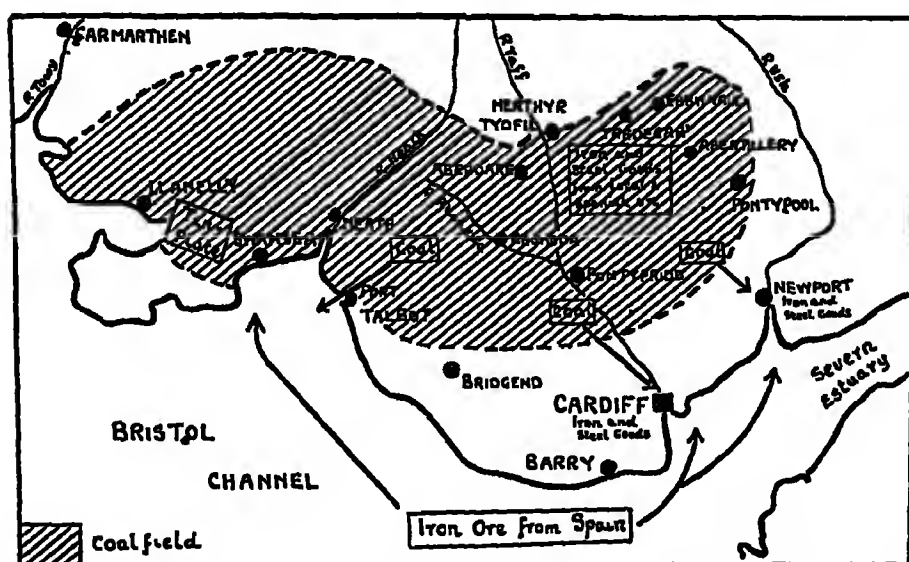 CARMARTHEN
R Towy
R Taff
R Usk
MERTHYR
TYDFIL
EBBW VALE
TREDEGAR
ABERTILLERY
R Neath
ABERDARE
Iron and
Steel Goods
LLANELLY
PONTYPOOL
Tin
Plate
SWANSEA
NEATH
Coal
RHONDDA
Coal
PONTYPRIDD
PORT
TALBOT
Coal
NEWPORT
Iron and
Steel Goods
BRIDGEND
CARDIFF
Iron and
Steel Goods
Severn
Estuary
BRISTOL
CHANNEL
BARRY
Iron Ore from Spain
Coalfield